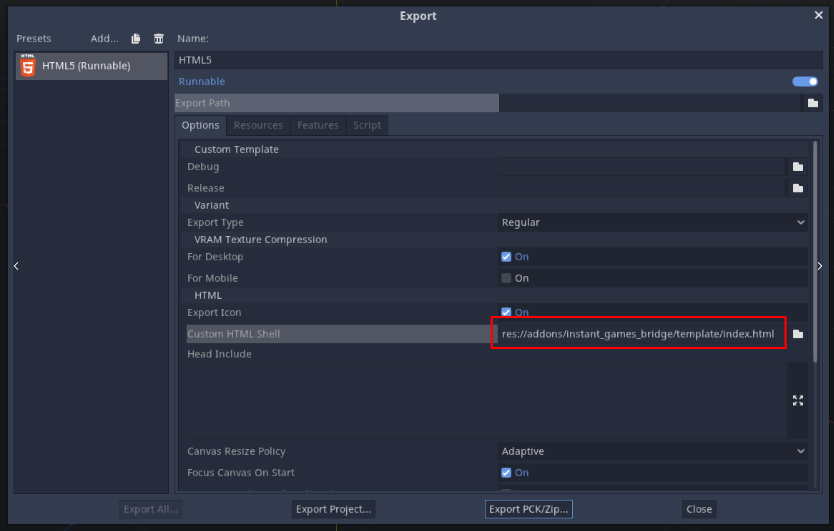 Export
Presets Add... Name:
HTML
HTML5 (Runnable) HTML5
Runnable
Export Path
Options Resources Features Script
Custom Template
Debug
Release
Variant
Export Type Regular
VRAM Texture Compression
For Desktop On
For Mobile On
HTML
Export Icon On
Custom HTML Shell res://addons/instant_games_bridge/template/index.html
Head Include
Canvas Resize Policy Adaptive
Focus Canvas On Start On
Export All... Export Project... Export PCK/Zip... Close